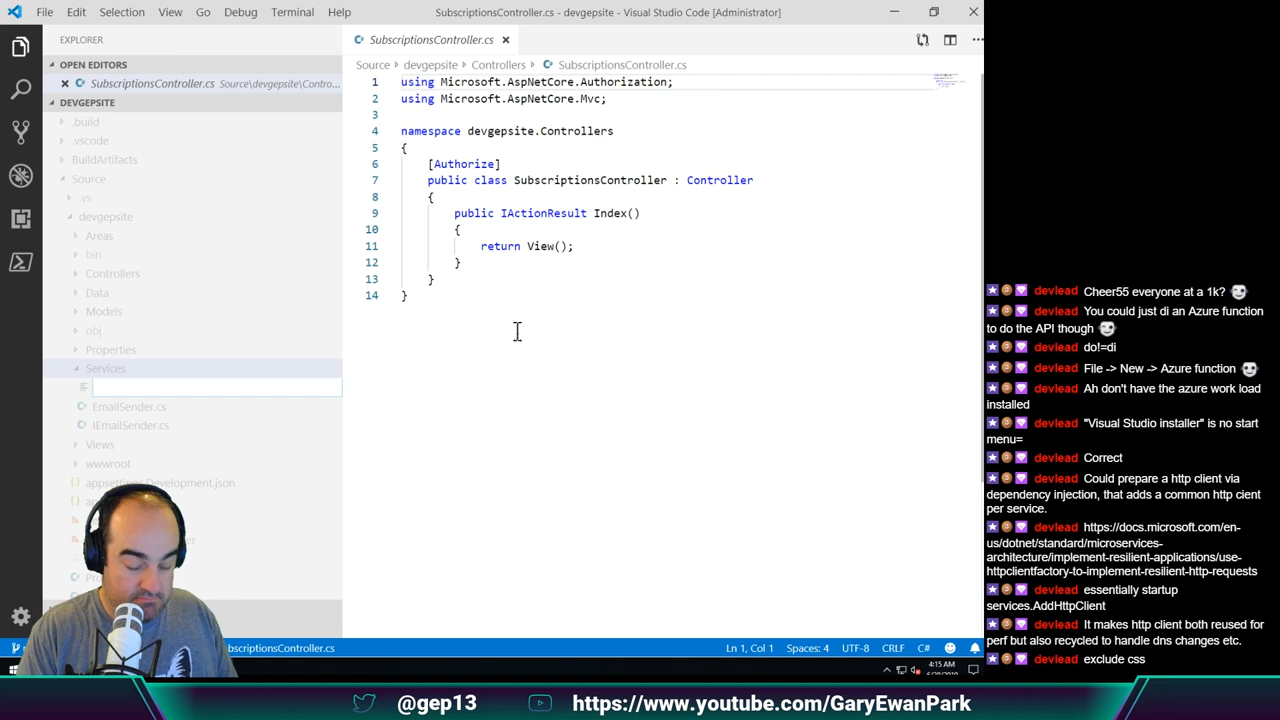 File Edit Selection View Go Debug Terminal Help SubscriptionsController.cs - devgepsite - Visual Studio Code [Administrator]
EXPLORER
OPEN EDITORS
SubscriptionsController.cs Source\devgepsite\Contro...
DEVGEPSITE
.build
.vscode
BuildArtifacts
Source
.vs
devgepsite
Areas
bin
Controllers
Data
Models
obj
Properties
Services
EmailSender.cs
IEmailSender.cs
Views
wwwroot
appsettings.Development.json
SubscriptionsController.cs
Source devgepsite Controllers SubscriptionsController.cs
1 using Microsoft.AspNetCore.Authorization;
2 using Microsoft.AspNetCore.Mvc;
3
4 namespace devgepsite.Controllers
5 {
6 [Authorize]
7 public class SubscriptionsController : Controller
8 {
9 public IActionResult Index()
10 {
11 return View();
12 }
13 }
14 }
devlead Cheer55 everyone at a 1k?
devlead You could just di an Azure function
to do the API though
devlead do!=di
devlead File -> New -> Azure function
devlead Ah don't have the azure work load
installed
devlead "Visual Studio installer" is no start
menu=
devlead Correct
devlead Could prepare a http client via
dependency injection, that adds a common http cient
per service.
devlead https://docs.microsoft.com/en-
us/dotnet/standard/microservices-
architecture/implement-resilient-applications/use-
httpclientfactory-to-implement-resilient-http-requests
devlead essentially startup
services.AddHttpClient
devlead It makes http client both reused for
perf but also recycled to handle dns changes etc.
devlead exclude css
bscriptionsController.cs Ln 1, Col 1 Spaces: 4 UTF-8 CRLF C#
4:15 AM
@gep13 https://www.youtube.com/GaryEwanPark